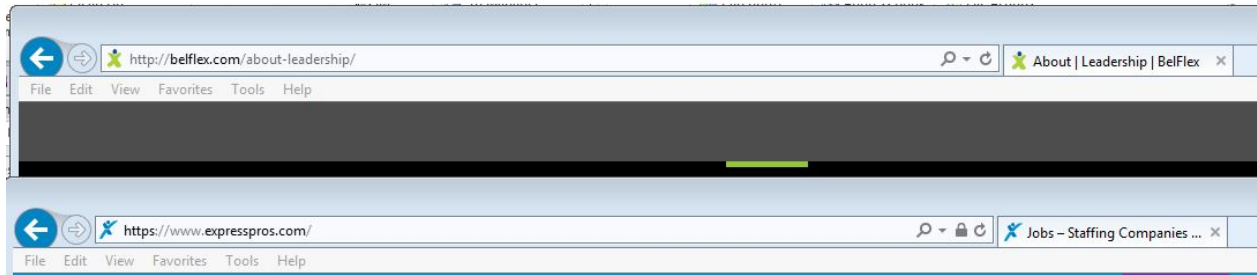 http://belflex.com/about-leadership/ About | Leadership | BelFlex
File Edit View Favorites Tools Help
https://www.expresspros.com/ Jobs – Staffing Companies ...
File Edit View Favorites Tools Help